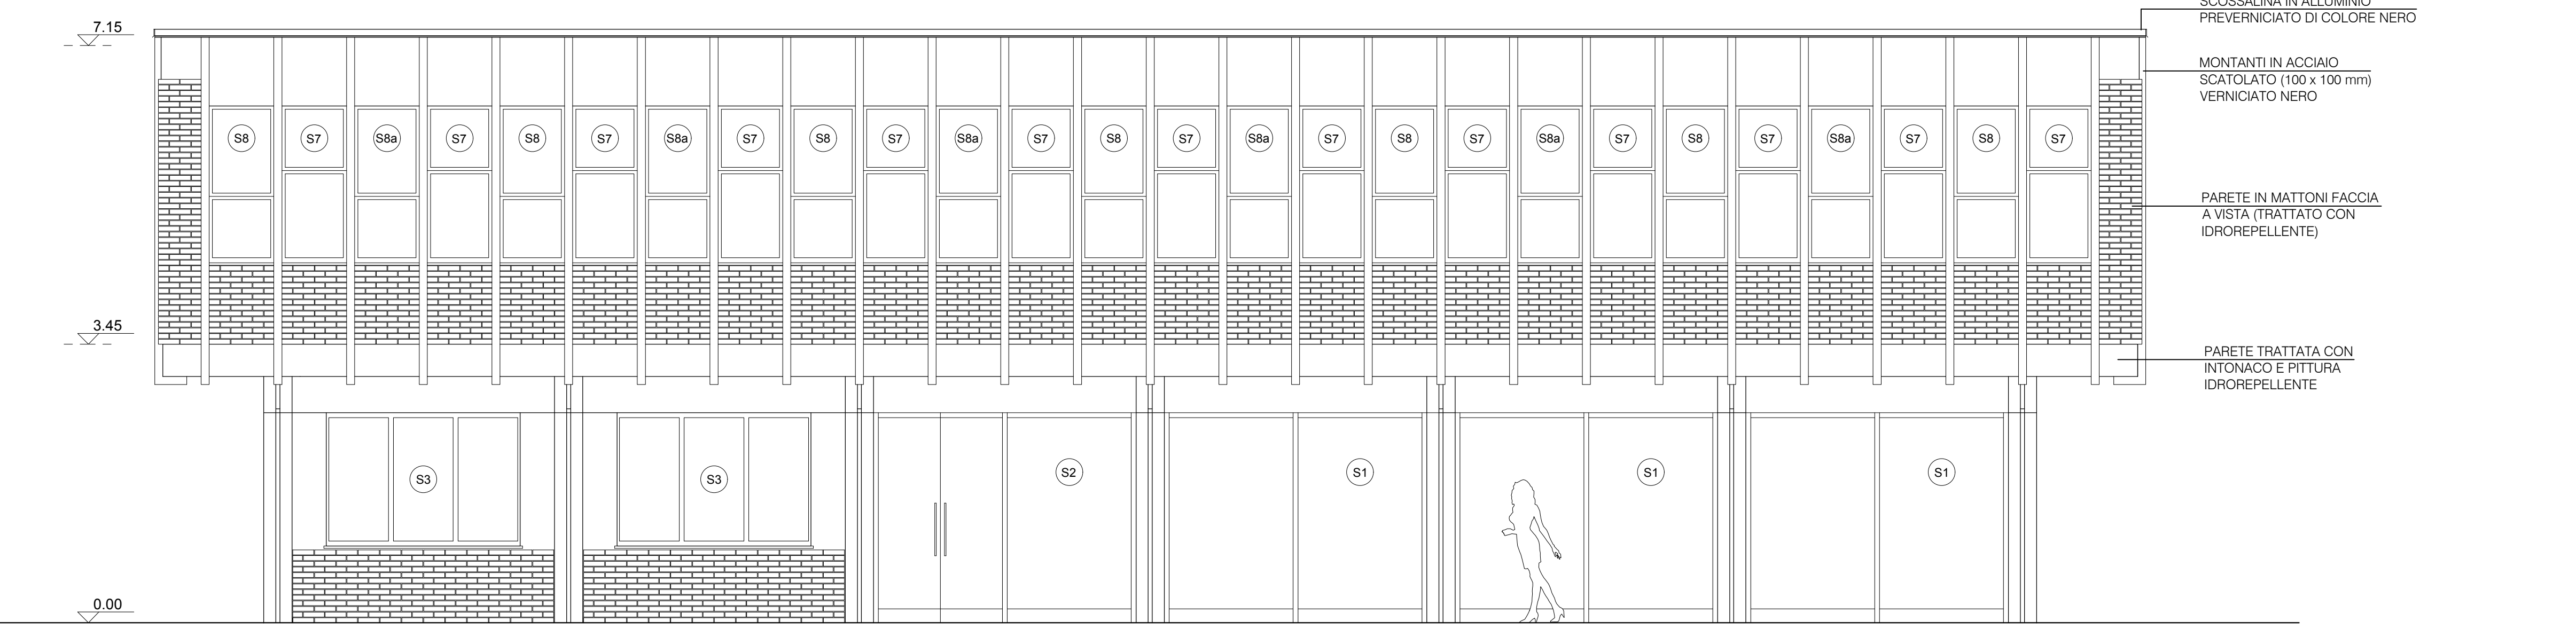 SCOSSALINA IN ALLUMINIO
PREVERNICIATO DI COLORE NERO
7.15
MONTANTI IN ACCIAIO
SCATOLATO (100 x 100 mm)
VERNICIATO NERO
S8 S7 S8a S7 S8 S7 S8a S7 S8 S7 S8a S7 S8 S7 S8a S7 S8 S7 S8a S7 S8 S7 S8a S7 S8 S7
PARETE IN MATTONI FACCIA
A VISTA (TRATTATO CON
IDROREPELLENTE)
3.45
PARETE TRATTATA CON
INTONACO E PITTURA
IDROREPELLENTE
S3 S3 S2 S1 S1 S1
0.00